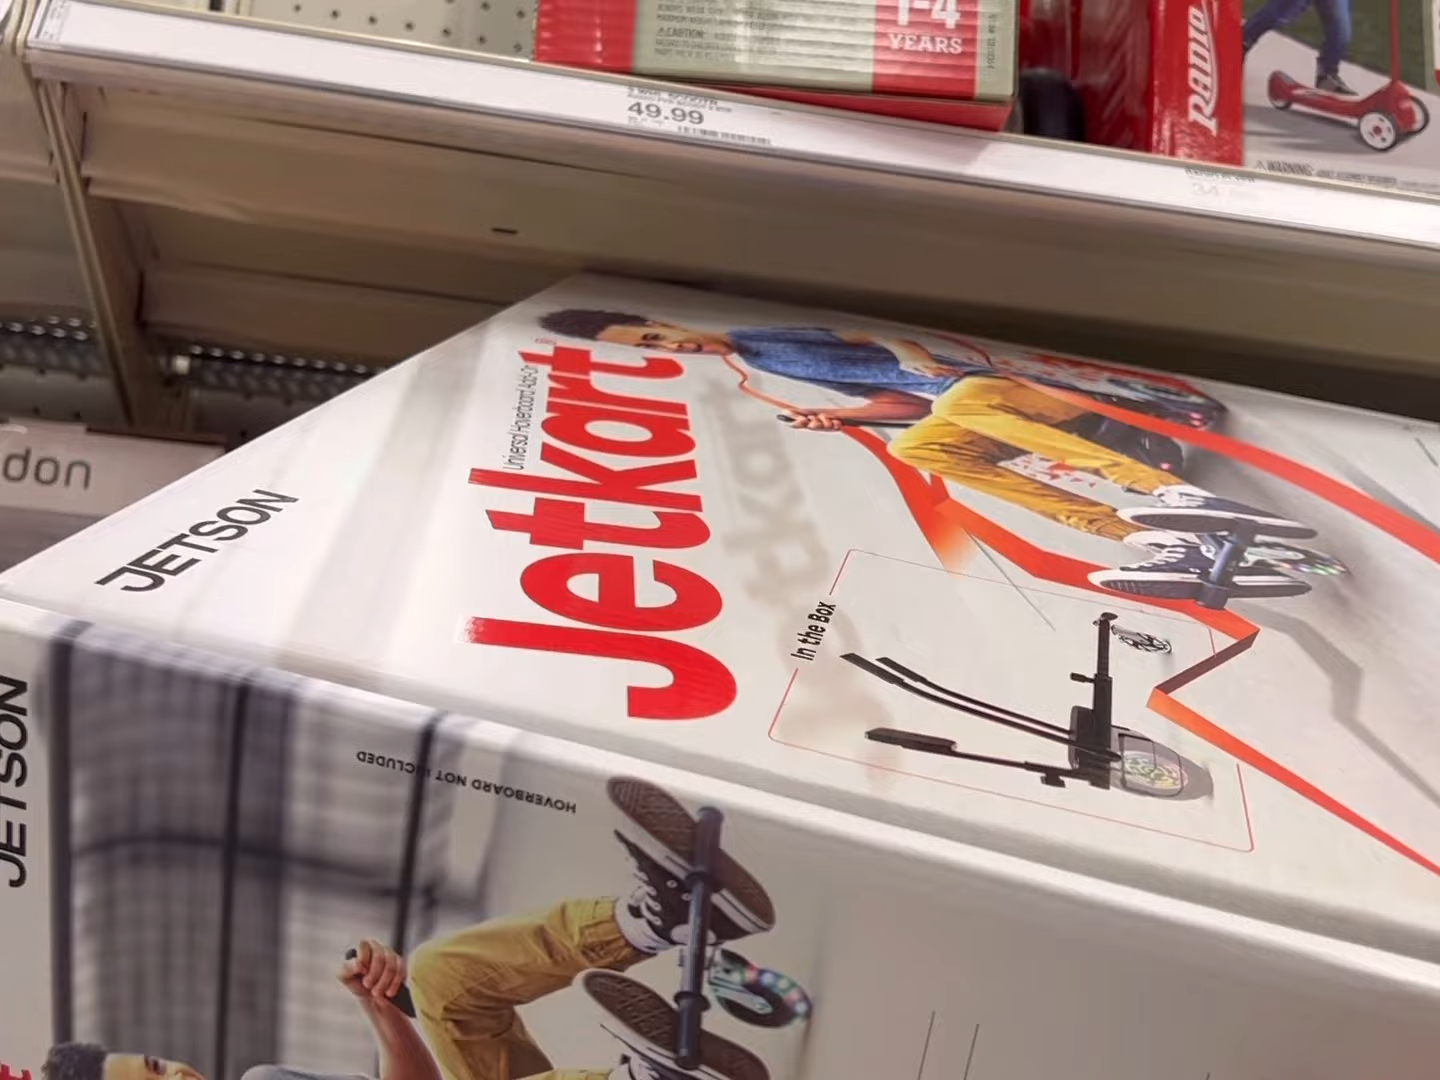 1-4
YEARS
⚠CAUTION:
49.99
RADIO
⚠WARNING:
34
don
JETSON
Jetkart®
Universal Hoverboard Add-On
In the Box
HOVERBOARD NOT INCLUDED
JETSON